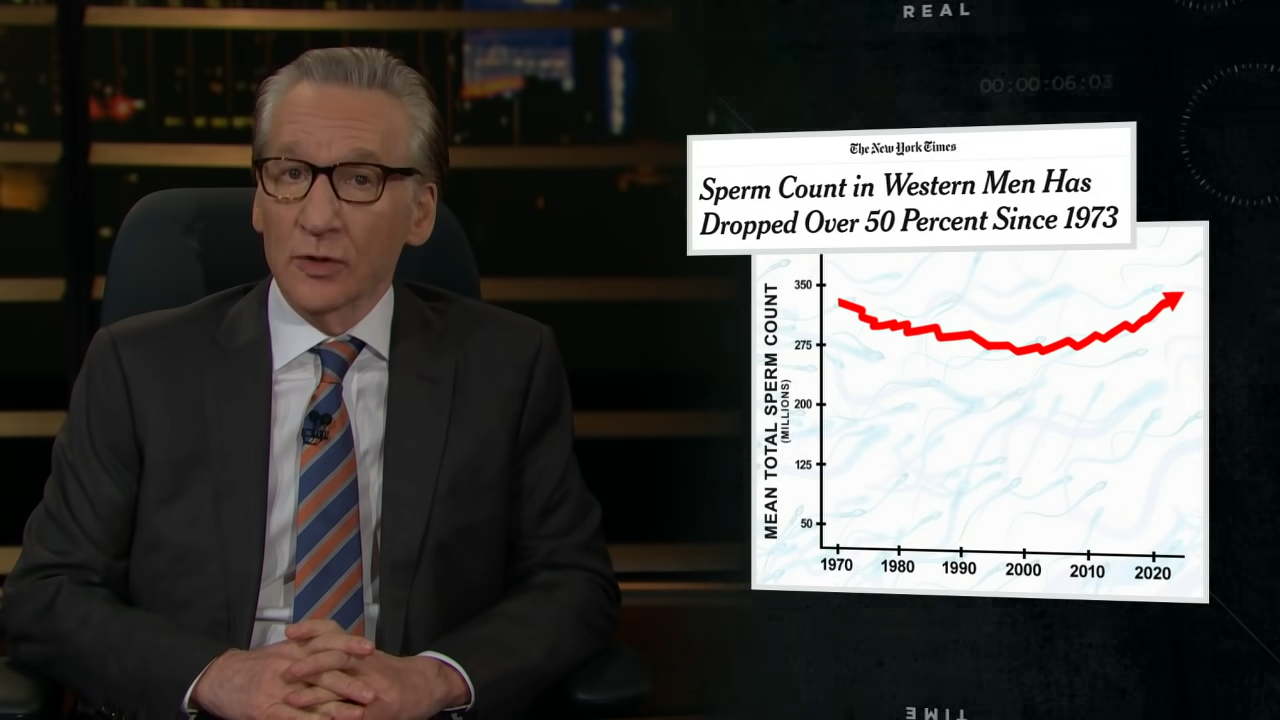 REAL
00:00:06:03
The New York Times
Sperm Count in Western Men Has
Dropped Over 50 Percent Since 1973
MEAN TOTAL SPERM COUNT
(MILLIONS)
350
275
200
125
50
1970 1980 1990 2000 2010 2020
TIME